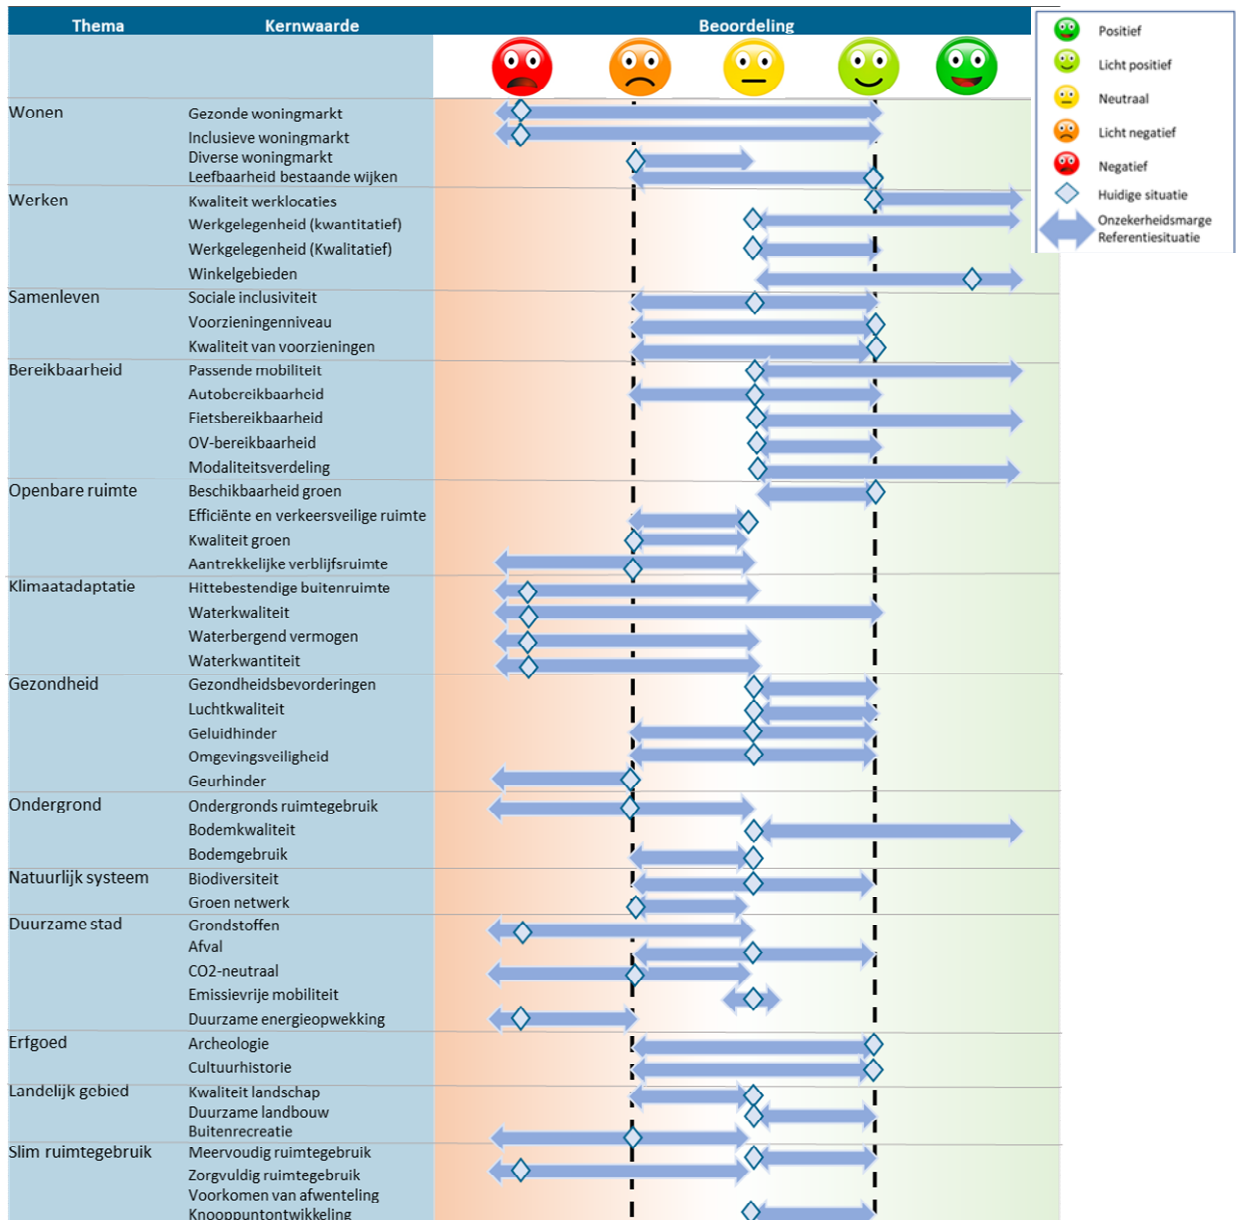 Thema Kernwaarde Beoordeling
Positief
Licht positief
Neutraal
Licht negatief
Negatief
Huidige situatie
Onzekerheidsmarge
Referentiesituatie
Wonen Gezonde woningmarkt
Inclusieve woningmarkt
Diverse woningmarkt
Leefbaarheid bestaande wijken
Werken Kwaliteit werklocaties
Werkgelegenheid (kwantitatief)
Werkgelegenheid (Kwalitatief)
Winkelgebieden
Samenleven Sociale inclusiviteit
Voorzieningenniveau
Kwaliteit van voorzieningen
Bereikbaarheid Passende mobiliteit
Autobereikbaarheid
Fietsbereikbaarheid
OV-bereikbaarheid
Modaliteitsverdeling
Openbare ruimte Beschikbaarheid groen
Efficiënte en verkeersveilige ruimte
Kwaliteit groen
Aantrekkelijke verblijfsruimte
Klimaatadaptatie Hittebestendige buitenruimte
Waterkwaliteit
Waterbergend vermogen
Waterkwantiteit
Gezondheid Gezondheidsbevorderingen
Luchtkwaliteit
Geluidhinder
Omgevingsveiligheid
Geurhinder
Ondergrond Ondergronds ruimtegebruik
Bodemkwaliteit
Bodemgebruik
Natuurlijk systeem Biodiversiteit
Groen netwerk
Duurzame stad Grondstoffen
Afval
CO2-neutraal
Emissievrije mobiliteit
Duurzame energieopwekking
Erfgoed Archeologie
Cultuurhistorie
Landelijk gebied Kwaliteit landschap
Duurzame landbouw
Buitenrecreatie
Slim ruimtegebruik Meervoudig ruimtegebruik
Zorgvuldig ruimtegebruik
Voorkomen van afwenteling
Knooppuntontwikkeling